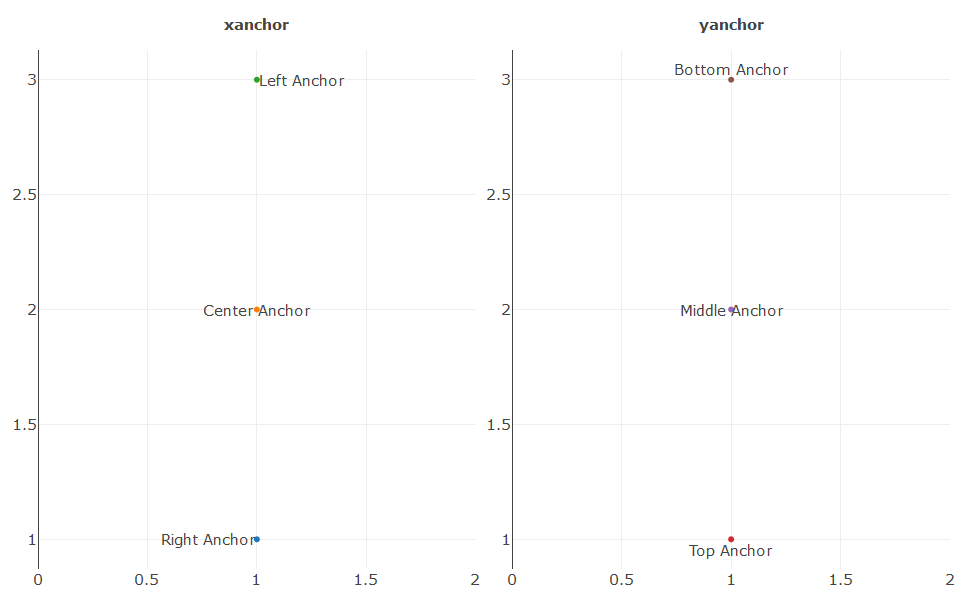 xanchor
3
Left Anchor
2.5
2
Center Anchor
1.5
1
Right Anchor
0
0.5
1
1.5
2
yanchor
Bottom Anchor
3
2.5
2
Middle Anchor
1.5
1
Top Anchor
0
0.5
1
1.5
2